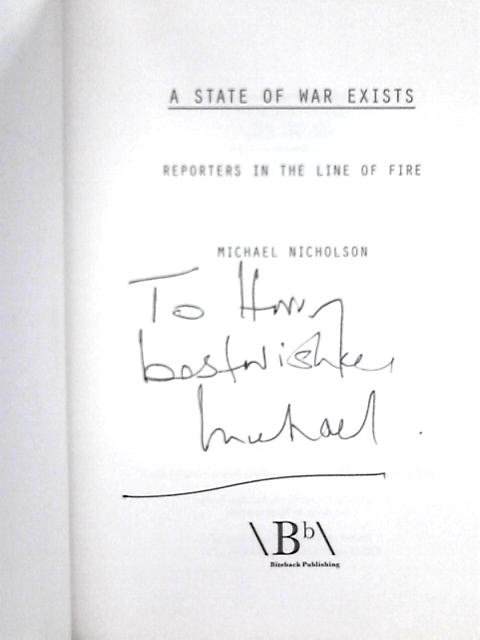 A STATE OF WAR EXISTS
REPORTERS IN THE LINE OF FIRE
MICHAEL NICHOLSON
To Harry
best wishes
Michael.
\Bb\
Biteback Publishing